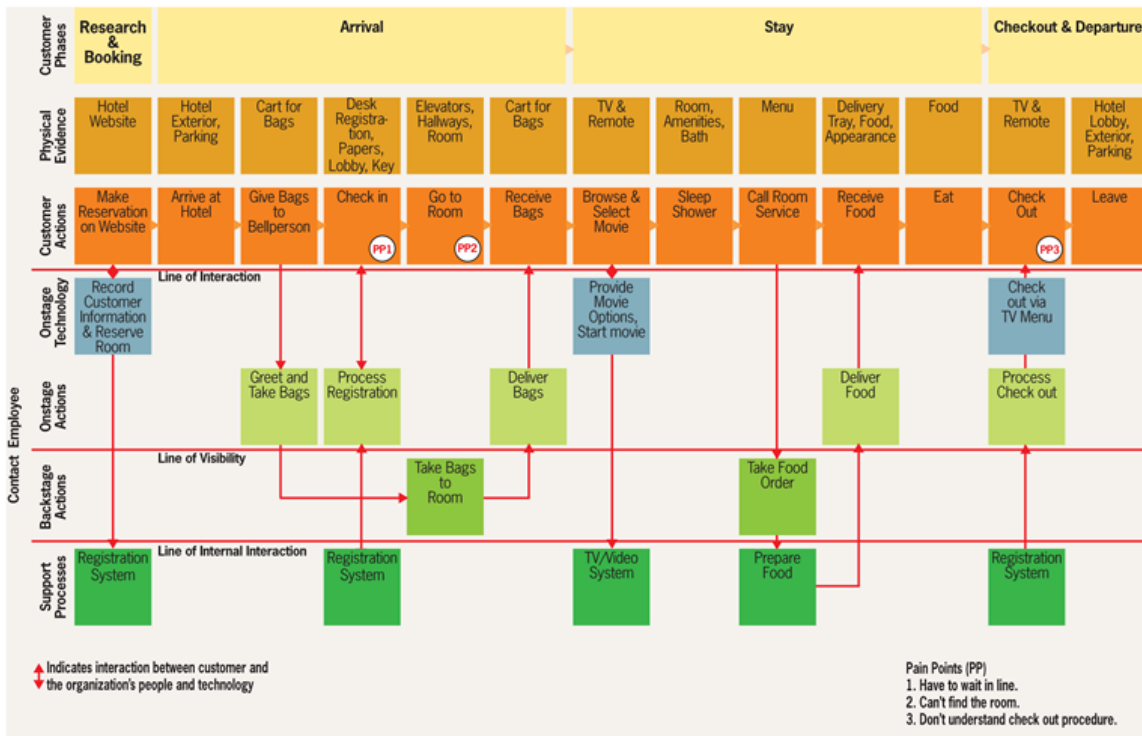 Customer
Phases
Research
&
Booking
Arrival
Stay
Checkout & Departure
Physical
Evidence
Hotel
Website
Hotel
Exterior,
Parking
Cart for
Bags
Desk
Registra-
tion,
Papers,
Lobby, Key
Elevators,
Hallways,
Room
Cart for
Bags
TV &
Remote
Room,
Amenities,
Bath
Menu
Delivery
Tray, Food,
Appearance
Food
TV &
Remote
Hotel
Lobby,
Exterior,
Parking
Customer
Actions
Make
Reservation
on Website
Arrive at
Hotel
Give Bags
to
Bellperson
Check in
PP1
Go to
Room
PP2
Receive
Bags
Browse &
Select
Movie
Sleep
Shower
Call Room
Service
Receive
Food
Eat
Check
Out
PP3
Leave
Line of Interaction
Contact Employee
Onstage
Technology
Record
Customer
Information
& Reserve
Room
Provide
Movie
Options,
Start movie
Check
out via
TV Menu
Onstage
Actions
Greet and
Take Bags
Process
Registration
Deliver
Bags
Deliver
Food
Process
Check out
Line of Visibility
Backstage
Actions
Take Bags
to
Room
Take Food
Order
Line of Internal Interaction
Support
Processes
Registration
System
Registration
System
TV/Video
System
Prepare
Food
Registration
System
Indicates interaction between customer and
the organization's people and technology
Pain Points (PP)
1. Have to wait in line.
2. Can't find the room.
3. Don't understand check out procedure.